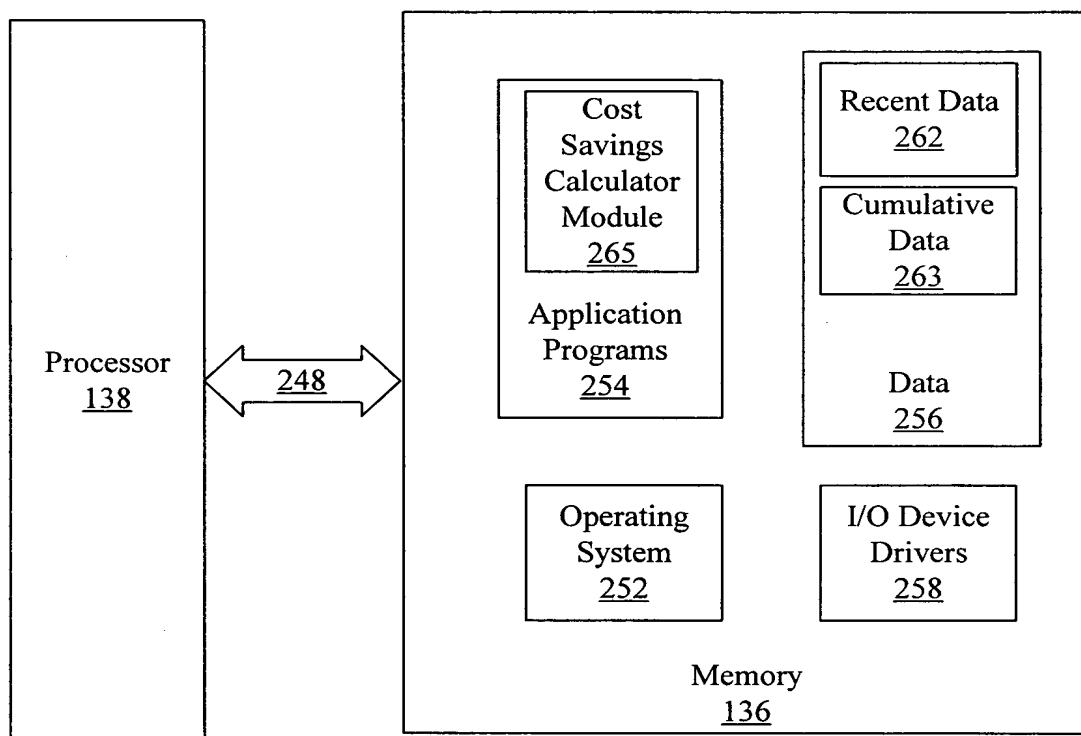 Processor
138
248
Cost
Savings
Calculator
Module
265
Application
Programs
254
Recent Data
262
Cumulative
Data
263
Data
256
Operating
System
252
I/O Device
Drivers
258
Memory
136